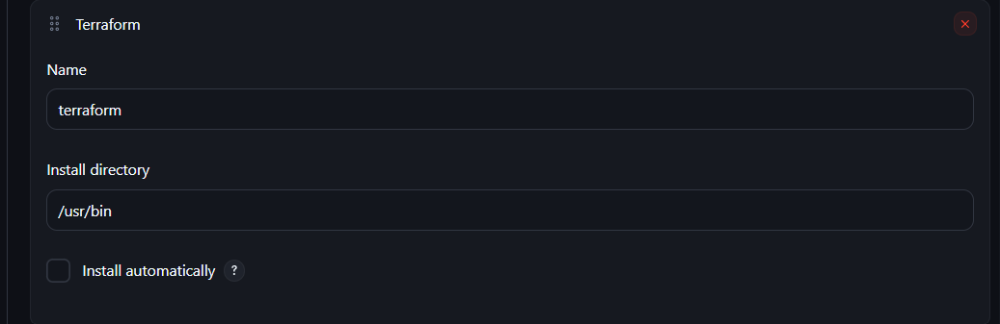 Terraform
Name
terraform
Install directory
/usr/bin
Install automatically ?